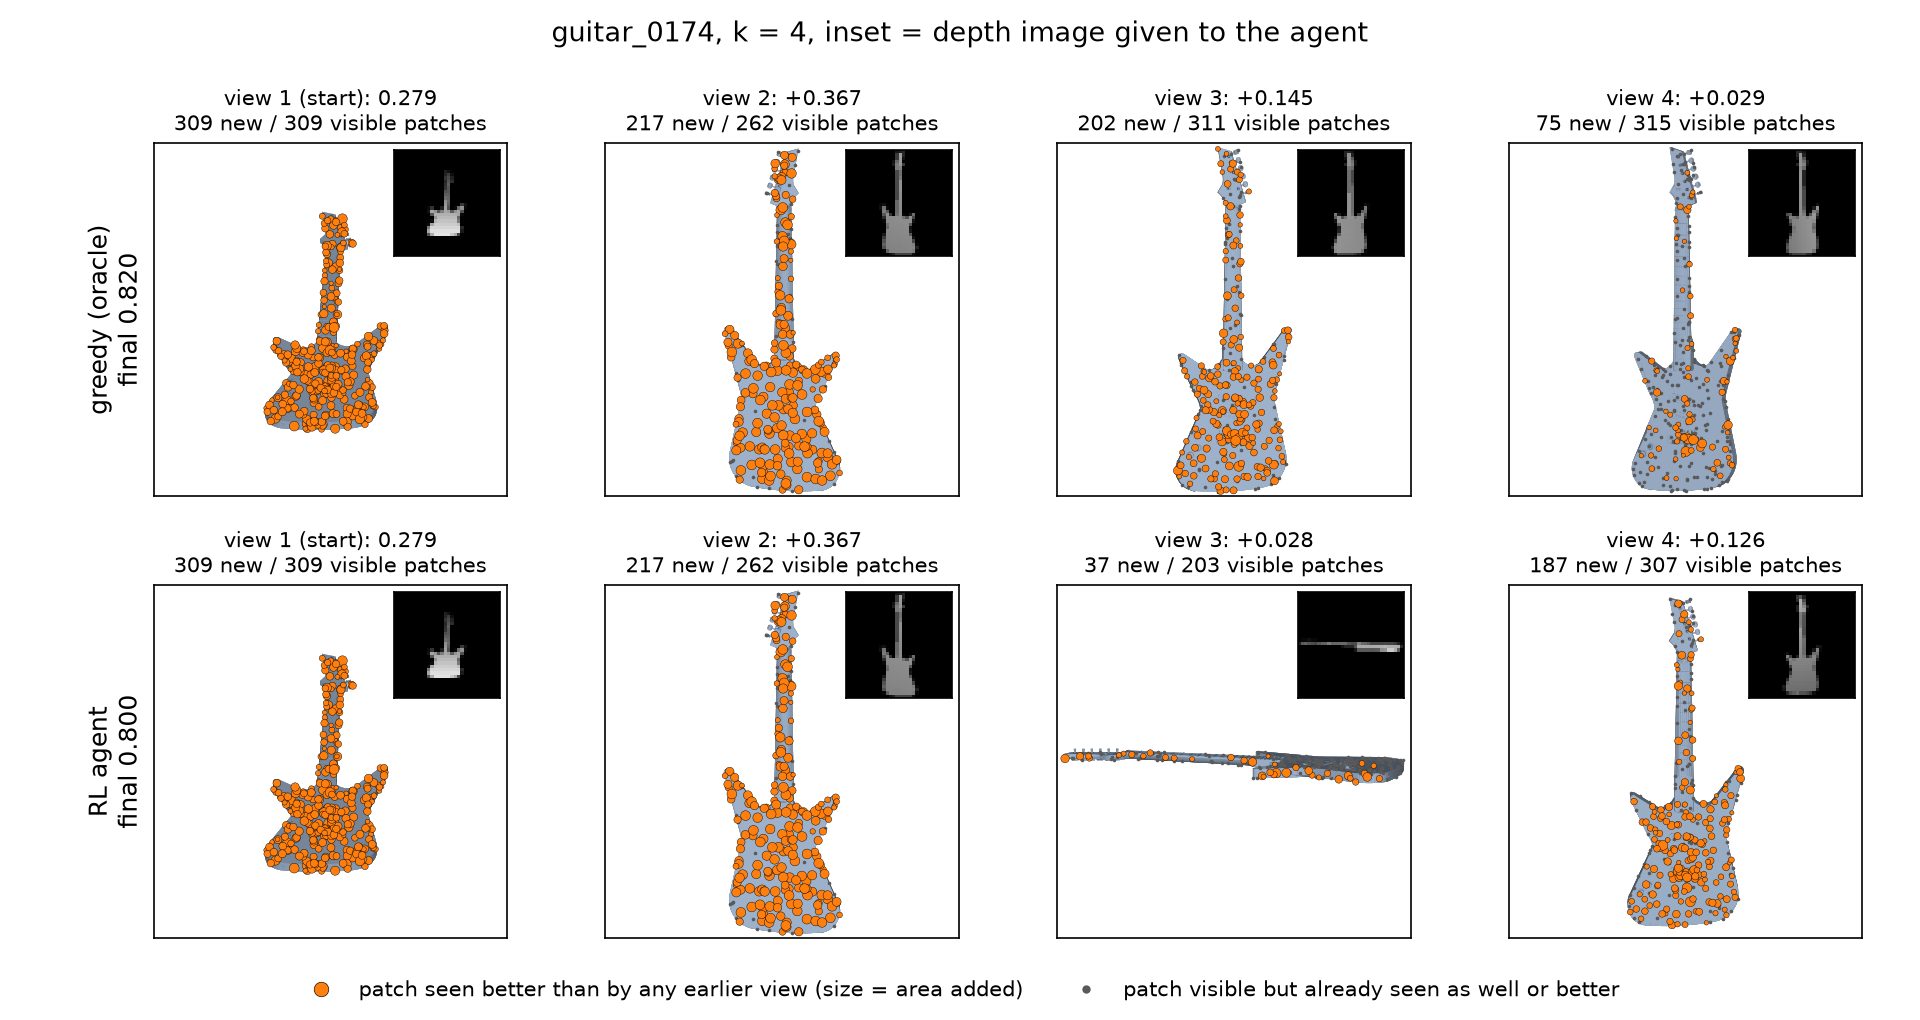 guitar_0174, k = 4, inset = depth image given to the agent
view 1 (start): 0.279
309 new / 309 visible patches
view 2: +0.367
217 new / 262 visible patches
view 3: +0.145
202 new / 311 visible patches
view 4: +0.029
75 new / 315 visible patches
greedy (oracle)
final 0.820
view 1 (start): 0.279
309 new / 309 visible patches
view 2: +0.367
217 new / 262 visible patches
view 3: +0.028
37 new / 203 visible patches
view 4: +0.126
187 new / 307 visible patches
RL agent
final 0.800
patch seen better than by any earlier view (size = area added)
patch visible but already seen as well or better